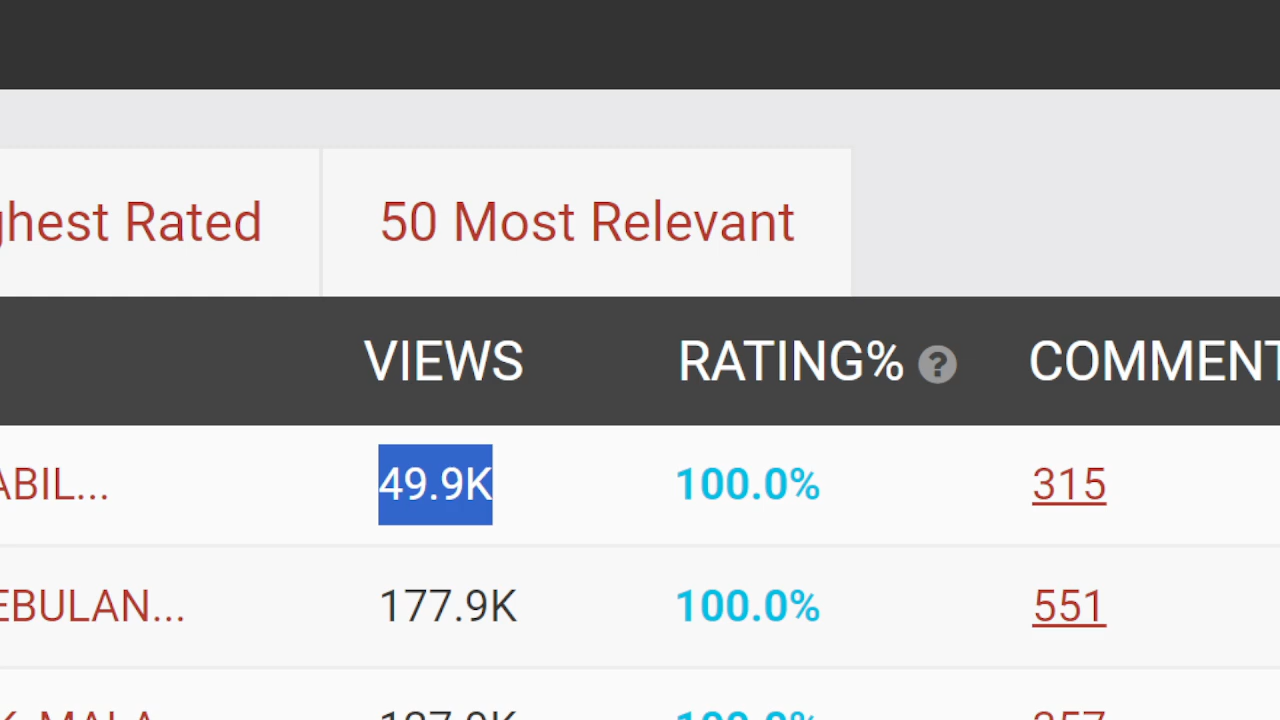 ghest Rated 50 Most Relevant
VIEWS RATING% ? COMMENT
ABIL... 49.9K 100.0% 315
EBULAN... 177.9K 100.0% 551